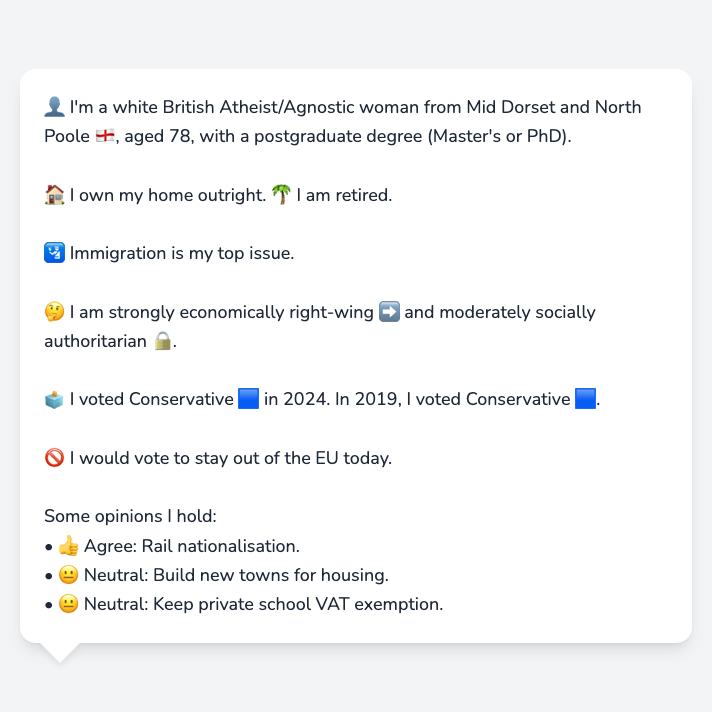 👤 I'm a white British Atheist/Agnostic woman from Mid Dorset and North
Poole 🏴󠁧󠁢󠁥󠁮󠁧󠁿, aged 78, with a postgraduate degree (Master's or PhD).
🏠 I own my home outright. 🌴 I am retired.
🛂 Immigration is my top issue.
🤔 I am strongly economically right-wing ➡️ and moderately socially
authoritarian 🔒.
🗳️ I voted Conservative 🟦 in 2024. In 2019, I voted Conservative 🟦.
🚫 I would vote to stay out of the EU today.
Some opinions I hold:
• 👍 Agree: Rail nationalisation.
• 😐 Neutral: Build new towns for housing.
• 😐 Neutral: Keep private school VAT exemption.